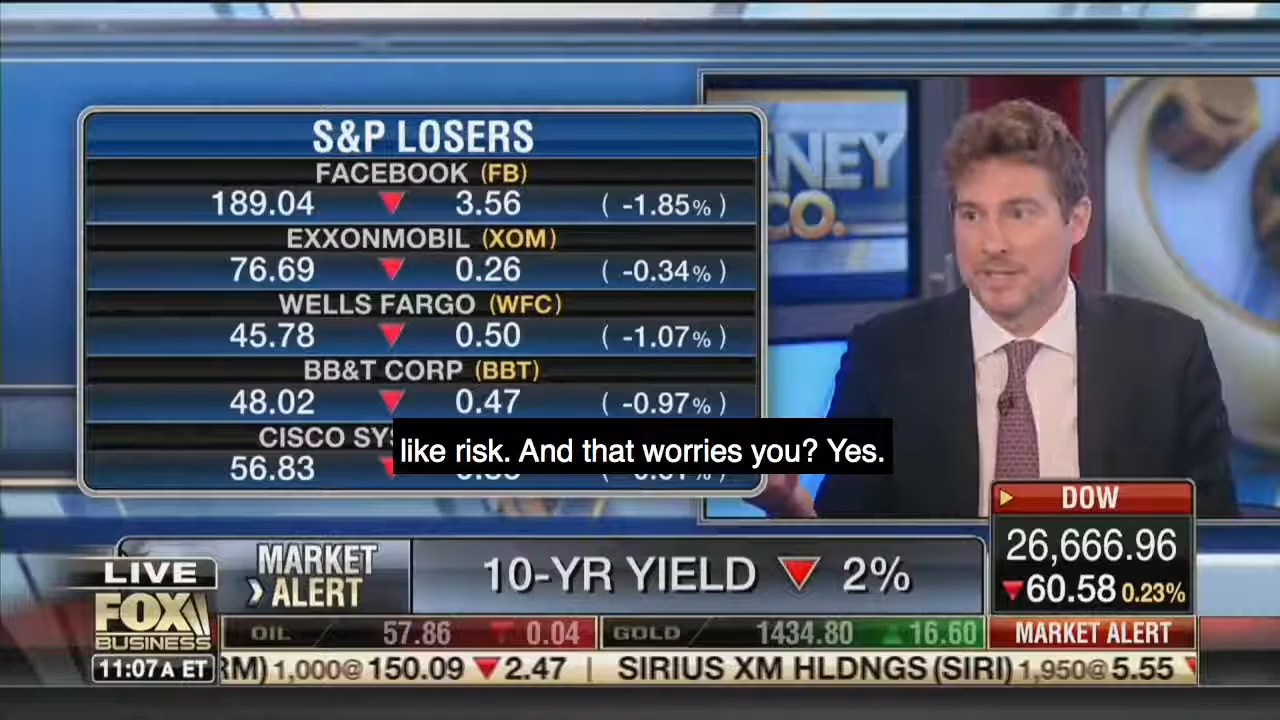 S&P LOSERS
FACEBOOK (FB)
189.04 ▼ 3.56 ( -1.85% )
EXXONMOBIL (XOM)
76.69 ▼ 0.26 ( -0.34% )
WELLS FARGO (WFC)
45.78 ▼ 0.50 ( -1.07% )
BB&T CORP (BBT)
48.02 ▼ 0.47 ( -0.97% )
CISCO SYS
56.83
like risk. And that worries you? Yes.
NEY
CO.
DOW
26,666.96
▼60.58 0.23%
MARKET ALERT
MARKET
› ALERT
10-YR YIELD ▼ 2%
LIVE
FOX
BUSINESS
11:07A ET
OIL 57.86 ▼ 0.04 GOLD 1434.80 ▲ 16.60
RM) 1,000@150.09 ▼2.47 | SIRIUS XM HLDNGS (SIRI) 1,950@5.55